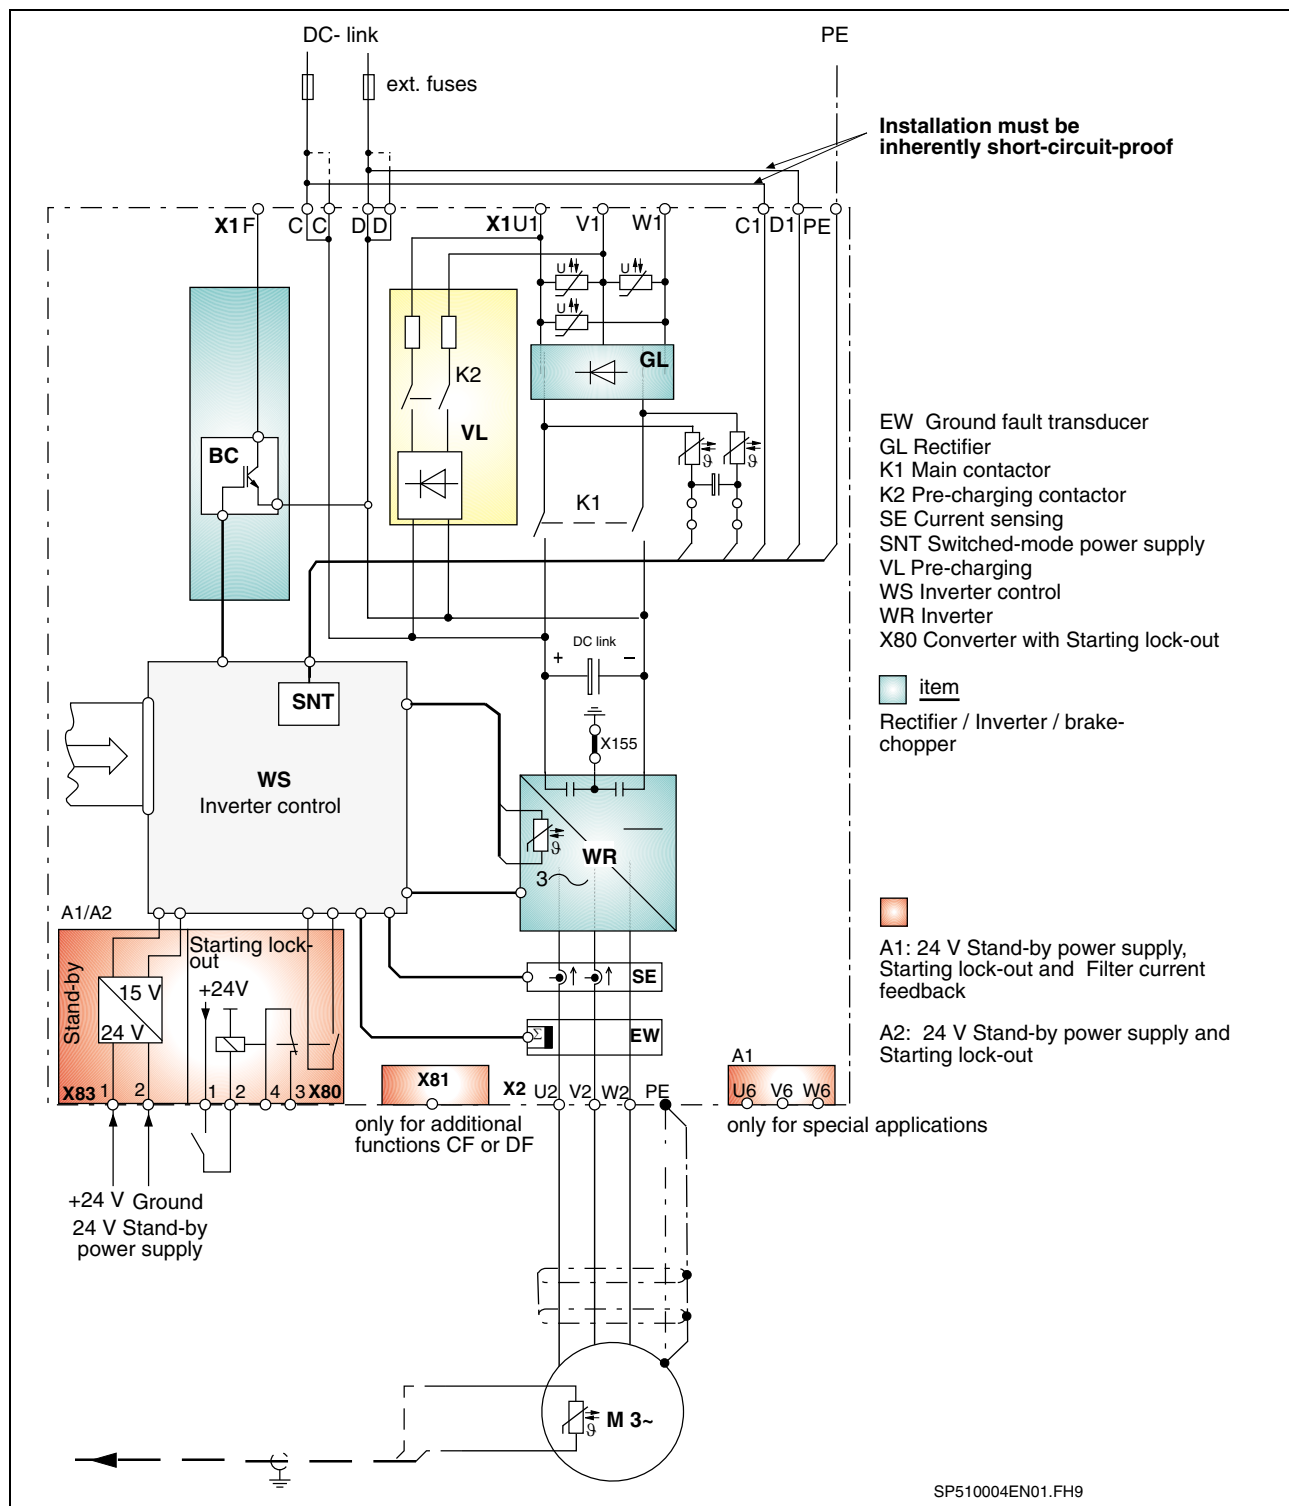 DC- link
PE
ext. fuses
Installation must be
inherently short-circuit-proof
X1 F
C
C
D
D
X1 U1
V1
W1
C1
D1
PE
U
U
U
GL
K2
VL
BC
ϑ
ϑ
K1
EW Ground fault transducer
GL Rectifier
K1 Main contactor
K2 Pre-charging contactor
SE Current sensing
SNT Switched-mode power supply
VL Pre-charging
WS Inverter control
WR Inverter
X80 Converter with Starting lock-out
item
Rectifier / Inverter / brake-
chopper
DC link
+
−
SNT
X155
WS
Inverter control
ϑ
WR
3
A1/A2
Stand-by
15 V
24 V
Starting lock-
out
+24V
SE
Σ
EW
A1: 24 V Stand-by power supply,
Starting lock-out and Filter current
feedback
A2: 24 V Stand-by power supply and
Starting lock-out
X83
1
2
1
2
4
3
X80
X81
X2
U2
V2
W2
PE
A1
U6
V6
W6
only for additional
functions CF or DF
only for special applications
+24 V
Ground
24 V Stand-by
power supply
ϑ
M 3~
SP510004EN01.FH9